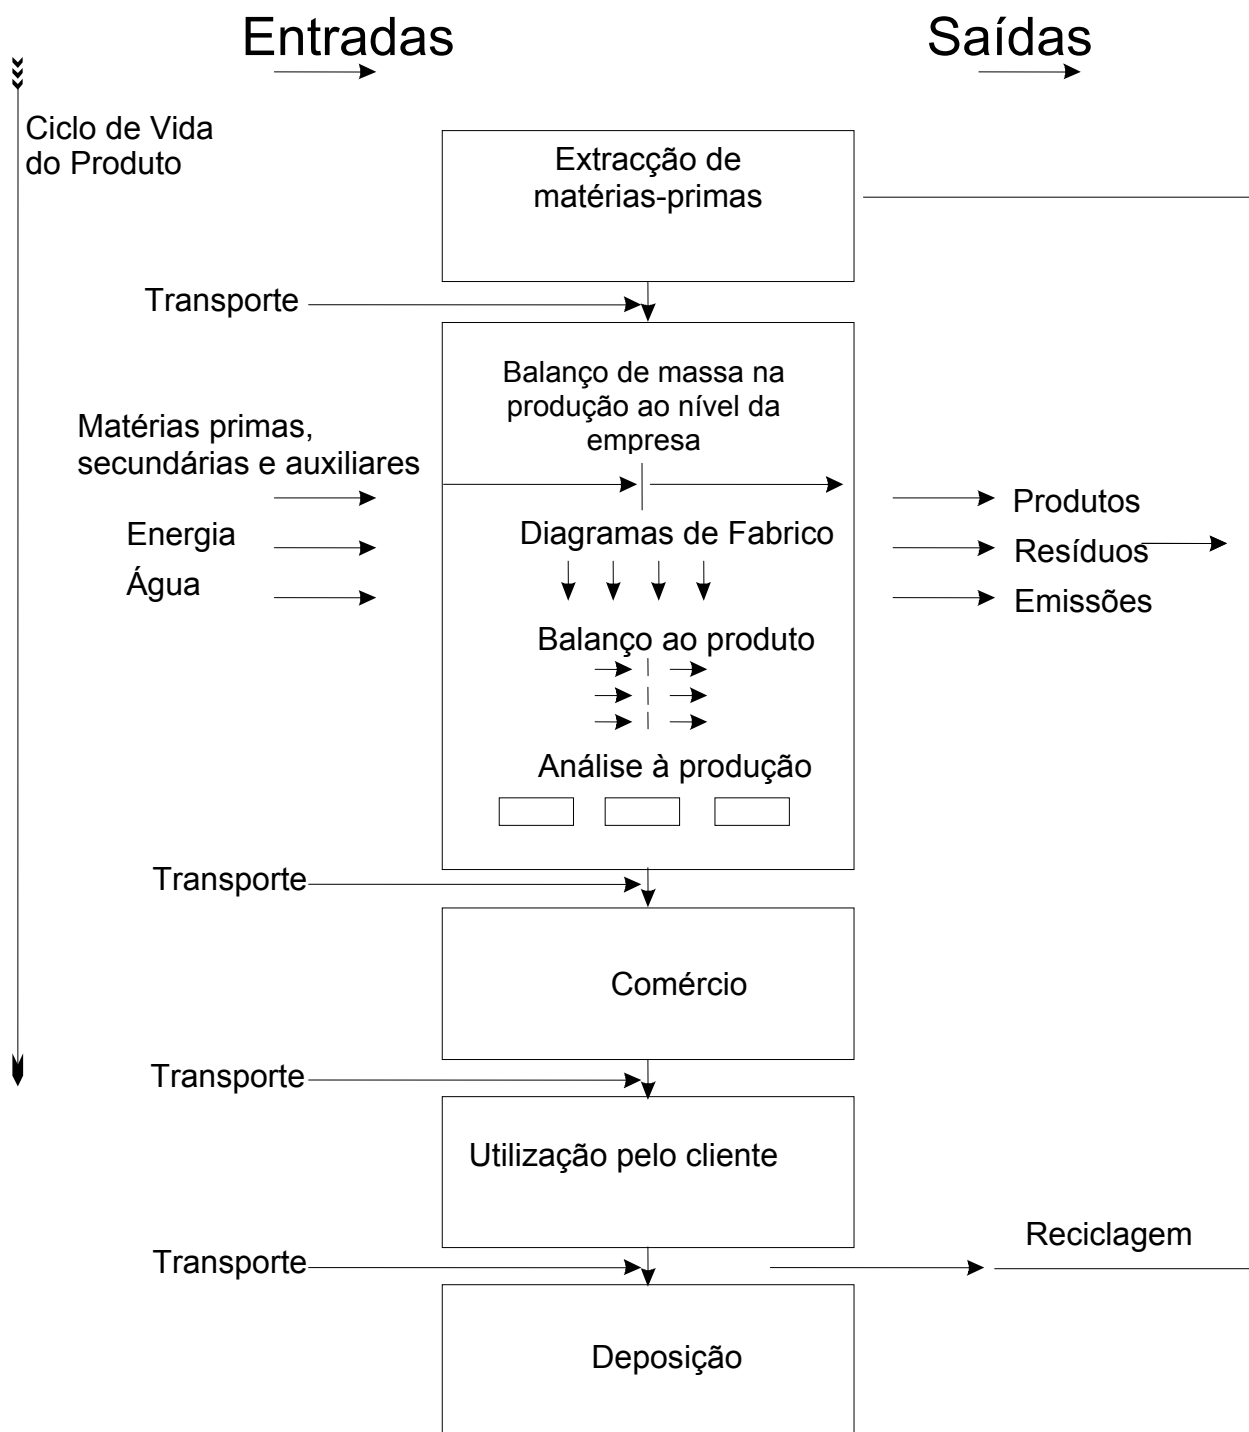 Entradas
Saídas
Ciclo de Vida
do Produto
Extracção de
matérias-primas
Transporte
Balanço de massa na
produção ao nível da
empresa
Matérias primas,
secundárias e auxiliares
Energia
Água
Diagramas de Fabrico
Balanço ao produto
Análise à produção
Produtos
Resíduos
Emissões
Transporte
Comércio
Transporte
Utilização pelo cliente
Transporte
Reciclagem
Deposição